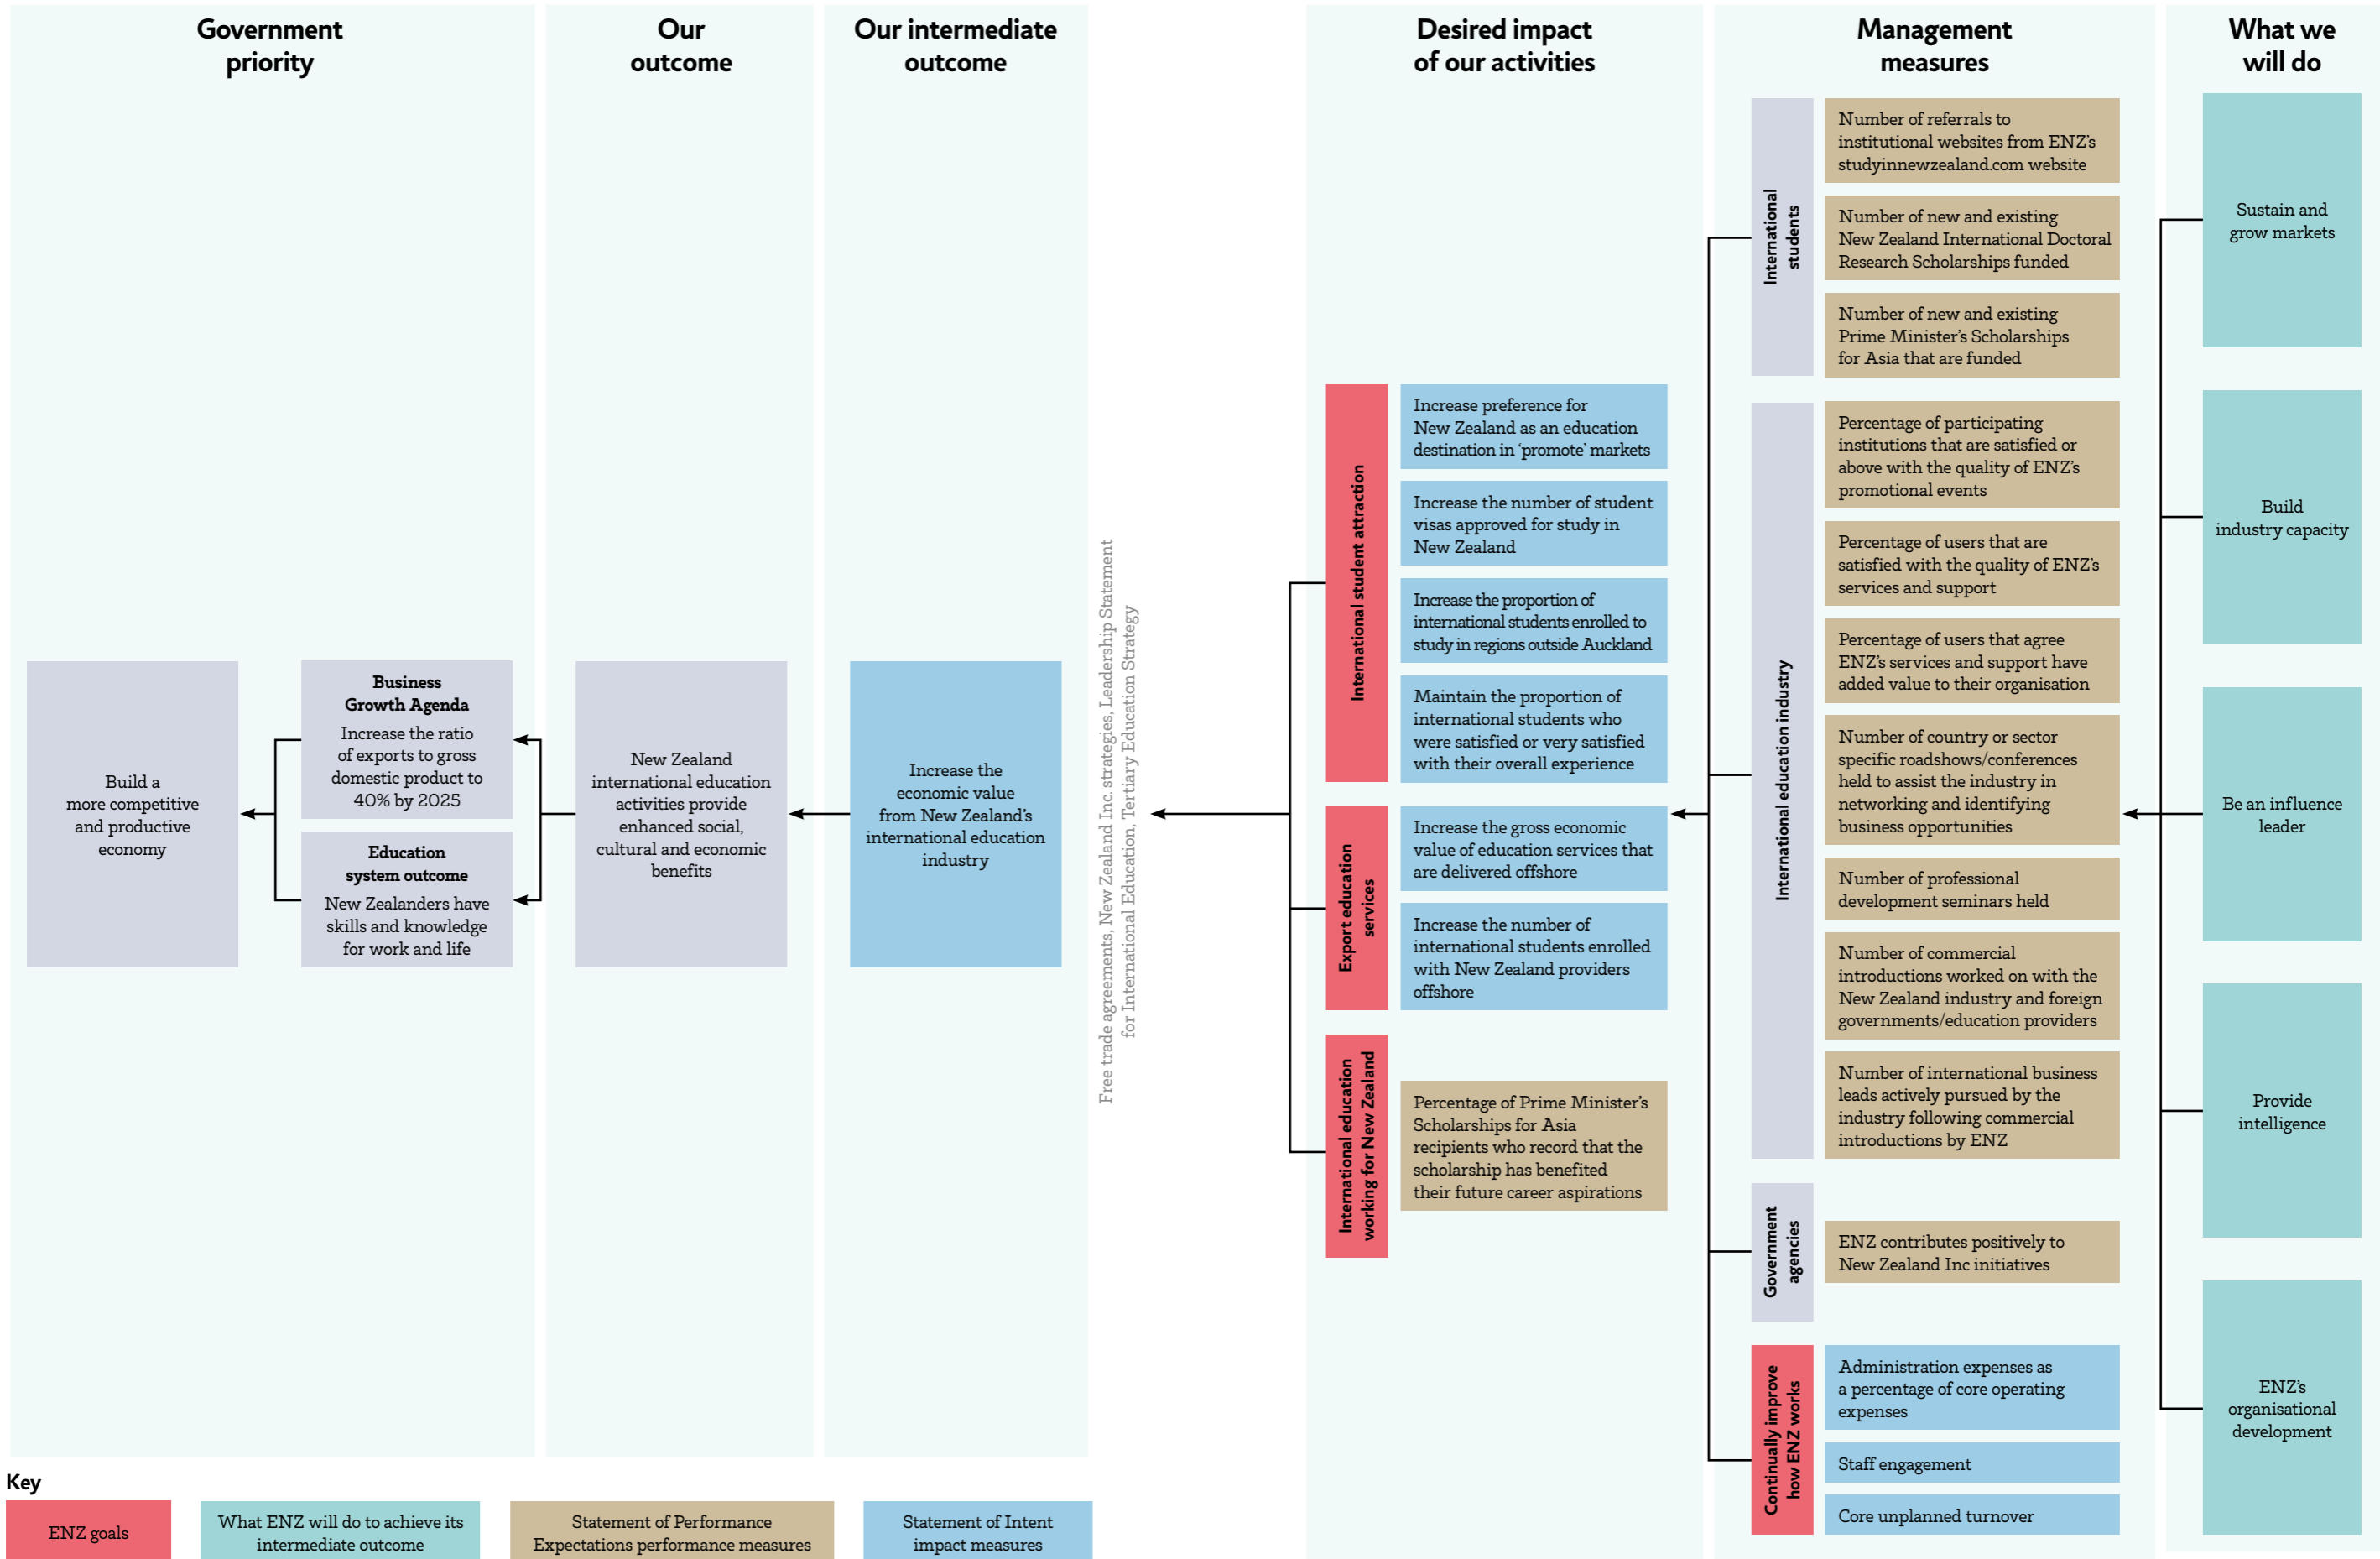 Government
priority
Build a
more competitive
and productive
economy
Business
Growth Agenda
Increase the ratio
of exports to gross
domestic product to
40% by 2025
Education
system outcome
New Zealanders have
skills and knowledge
for work and life
Our
outcome
New Zealand
international education
activities provide
enhanced social,
cultural and economic
benefits
Our intermediate
outcome
Increase the
economic value
from New Zealand’s
international education
industry
Free trade agreements, New Zealand Inc. strategies, Leadership Statement
for International Education, Tertiary Education Strategy
Desired impact
of our activities
International student attraction
Increase preference for
New Zealand as an education
destination in ‘promote’ markets
Increase the number of student
visas approved for study in
New Zealand
Increase the proportion of
international students enrolled to
study in regions outside Auckland
Maintain the proportion of
international students who
were satisfied or very satisfied
with their overall experience
Export education
services
Increase the gross economic
value of education services that
are delivered offshore
Increase the number of
international students enrolled
with New Zealand providers
offshore
International education
working for New Zealand
Percentage of Prime Minister’s
Scholarships for Asia
recipients who record that the
scholarship has benefited
their future career aspirations
Management
measures
International
students
Number of referrals to
institutional websites from ENZ’s
studyinnewzealand.com website
Number of new and existing
New Zealand International Doctoral
Research Scholarships funded
Number of new and existing
Prime Minister’s Scholarships
for Asia that are funded
International education industry
Percentage of participating
institutions that are satisfied or
above with the quality of ENZ’s
promotional events
Percentage of users that are
satisfied with the quality of ENZ’s
services and support
Percentage of users that agree
ENZ’s services and support have
added value to their organisation
Number of country or sector
specific roadshows/conferences
held to assist the industry in
networking and identifying
business opportunities
Number of professional
development seminars held
Number of commercial
introductions worked on with the
New Zealand industry and foreign
governments/education providers
Number of international business
leads actively pursued by the
industry following commercial
introductions by ENZ
Government
agencies
ENZ contributes positively to
New Zealand Inc initiatives
Continually improve
how ENZ works
Administration expenses as
a percentage of core operating
expenses
Staff engagement
Core unplanned turnover
What we
will do
Sustain and
grow markets
Build
industry capacity
Be an influence
leader
Provide
intelligence
ENZ’s
organisational
development
Key
ENZ goals
What ENZ will do to achieve its
intermediate outcome
Statement of Performance
Expectations performance measures
Statement of Intent
impact measures